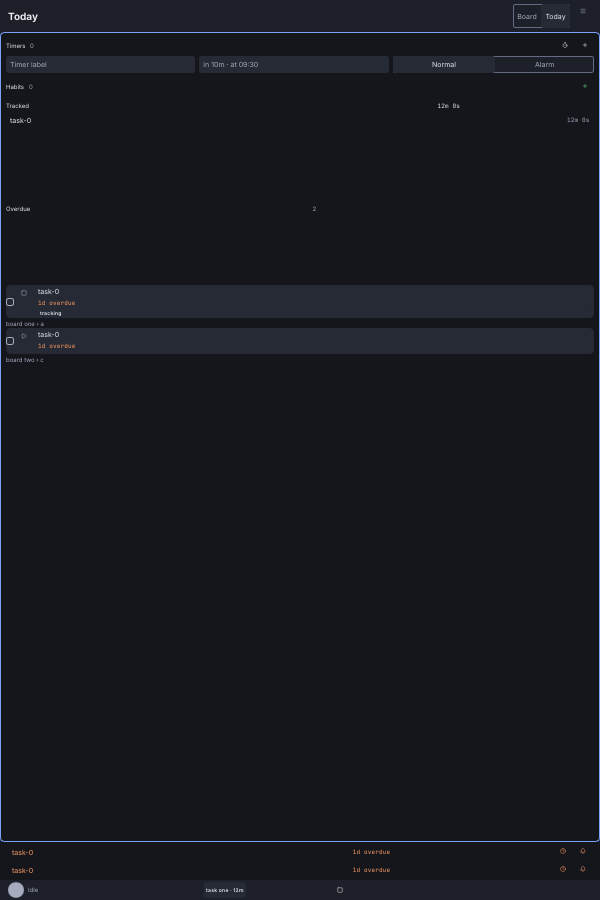 Today
Board Today
Timers 0
Timer label in 10m · at 09:30 Normal Alarm
Habits 0
Tracked 12m 0s
task-0 12m 0s
Overdue 2
task-0
1d overdue
tracking
board one › a
task-0
1d overdue
board two › c
task-0 1d overdue
task-0 1d overdue
Idle task one · 12m